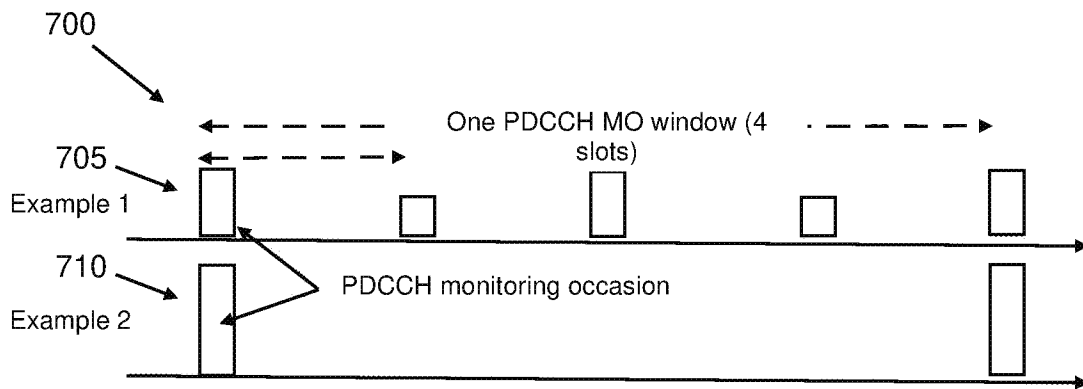 700
One PDCCH MO window (4
slots)
705
Example 1
710
PDCCH monitoring occasion
Example 2